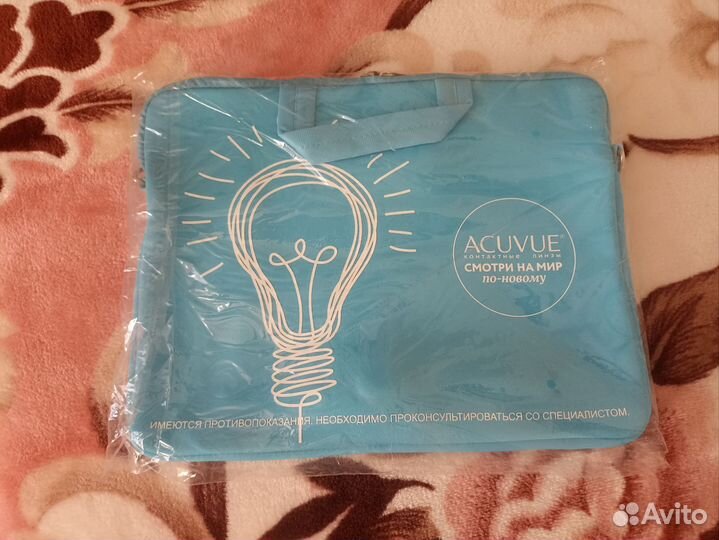 ACUVUE®
контактные линзы
СМОТРИ НА МИР
по-новому
ИМЕЮТСЯ ПРОТИВОПОКАЗАНИЯ. НЕОБХОДИМО ПРОКОНСУЛЬТИРОВАТЬСЯ СО СПЕЦИАЛИСТОМ.
Avito